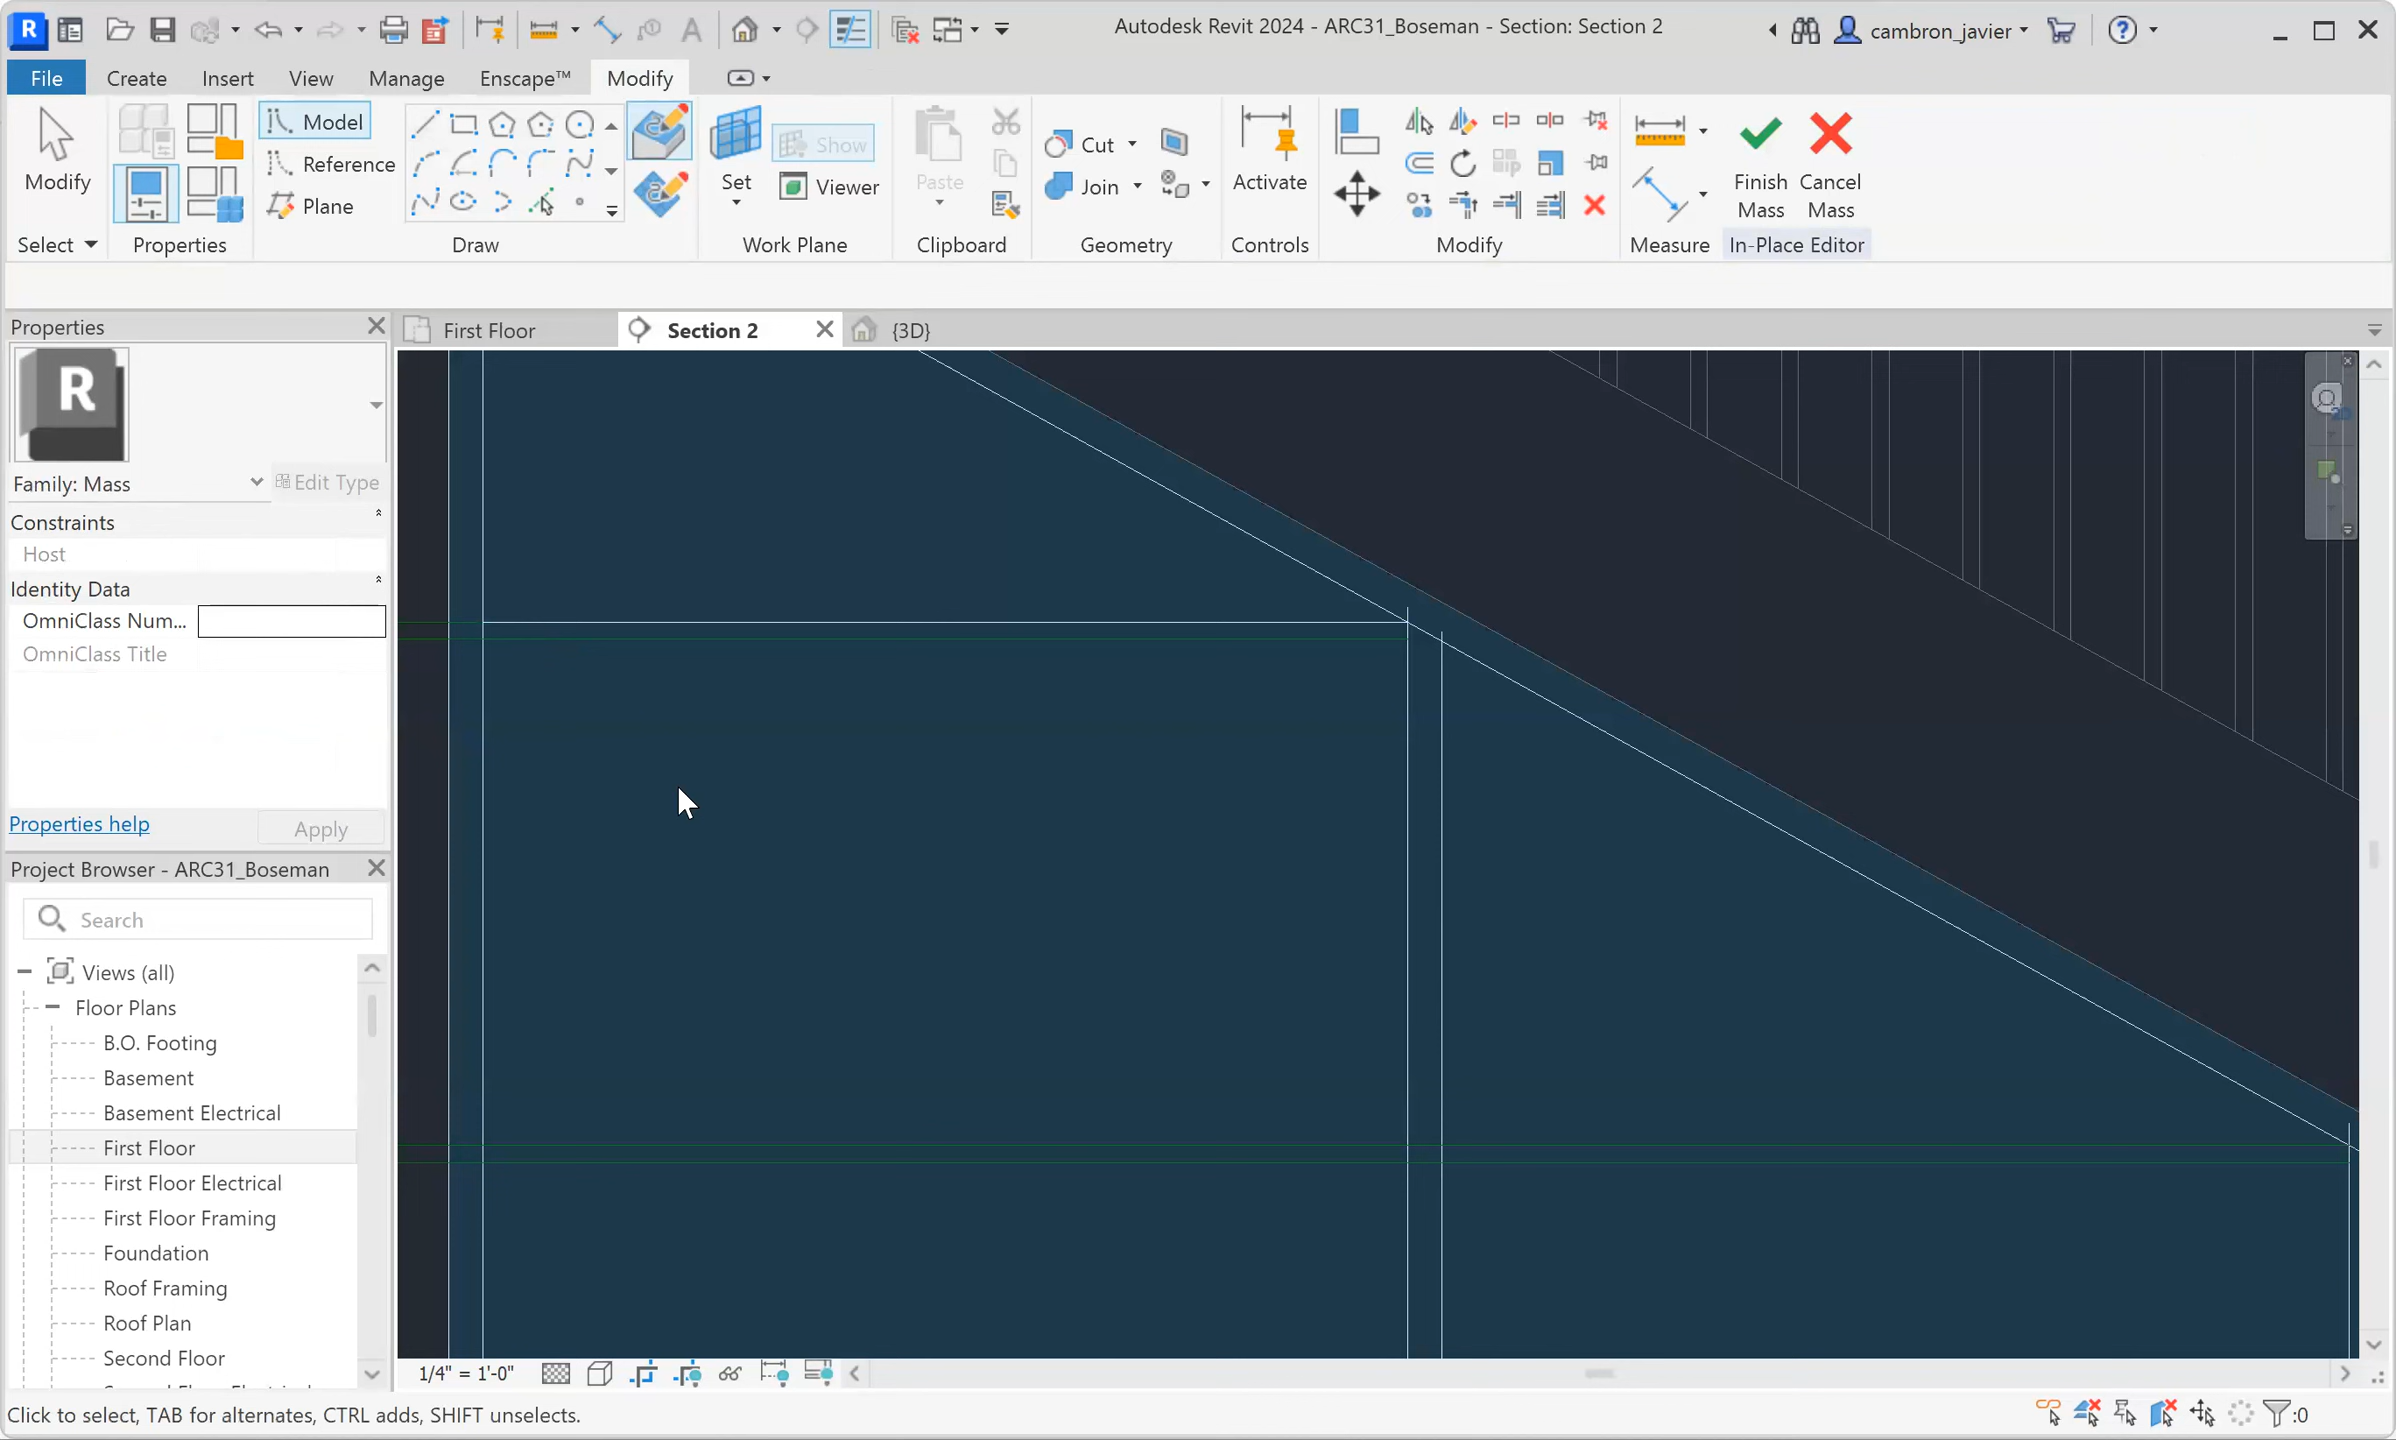 Autodesk Revit 2024 - ARC31_Boseman - Section: Section 2
cambron_javier
File Create Insert View Manage Enscape™ Modify
Modify
Model
Reference
Plane
Set
Show
Viewer
Paste
Cut
Join
Activate
Finish Mass
Cancel Mass
Select Properties Draw Work Plane Clipboard Geometry Controls Modify Measure In-Place Editor
Properties
First Floor
Section 2
{3D}
R
Family: Mass
Edit Type
Constraints
Host
Identity Data
OmniClass Num...
OmniClass Title
Properties help
Apply
Project Browser - ARC31_Boseman
Search
Views (all)
Floor Plans
B.O. Footing
Basement
Basement Electrical
First Floor
First Floor Electrical
First Floor Framing
Foundation
Roof Framing
Roof Plan
Second Floor
1/4" = 1'-0"
Click to select, TAB for alternates, CTRL adds, SHIFT unselects.
:0